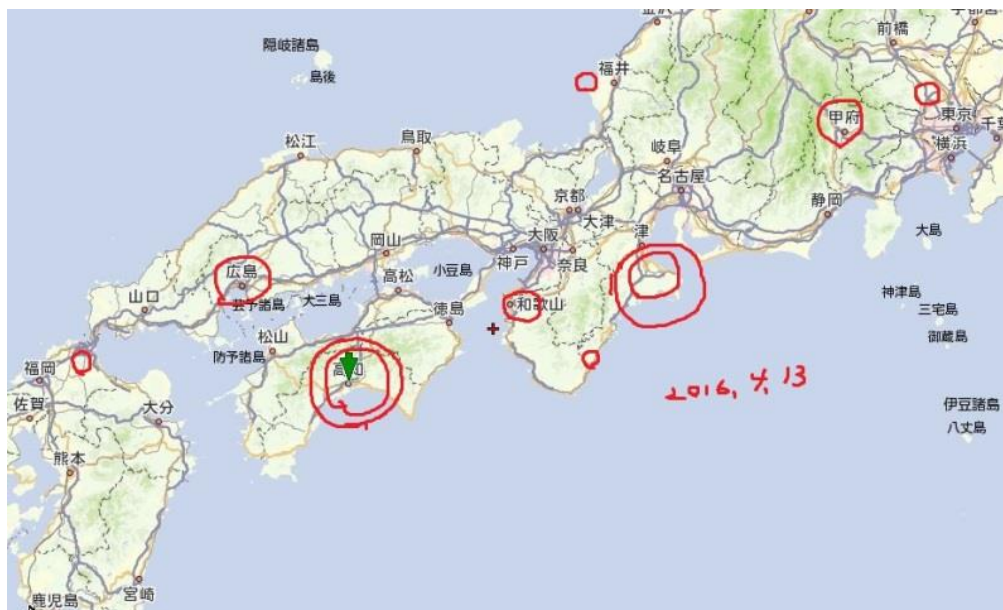 金沢
宇都宮
前橋
隠岐諸島
島後
福井
甲府
東京
千葉
横浜
松江
鳥取
岐阜
名古屋
静岡
京都
大津
大島
津
岡山
神戸
大阪
奈良
広島
高松
小豆島
神津島
三宅島
山口
芸予諸島
大三島
徳島
和歌山
御蔵島
松山
防予諸島
福岡
高知
2016, 4, 13
佐賀
大分
伊豆諸島
八丈島
熊本
宮崎
鹿児島